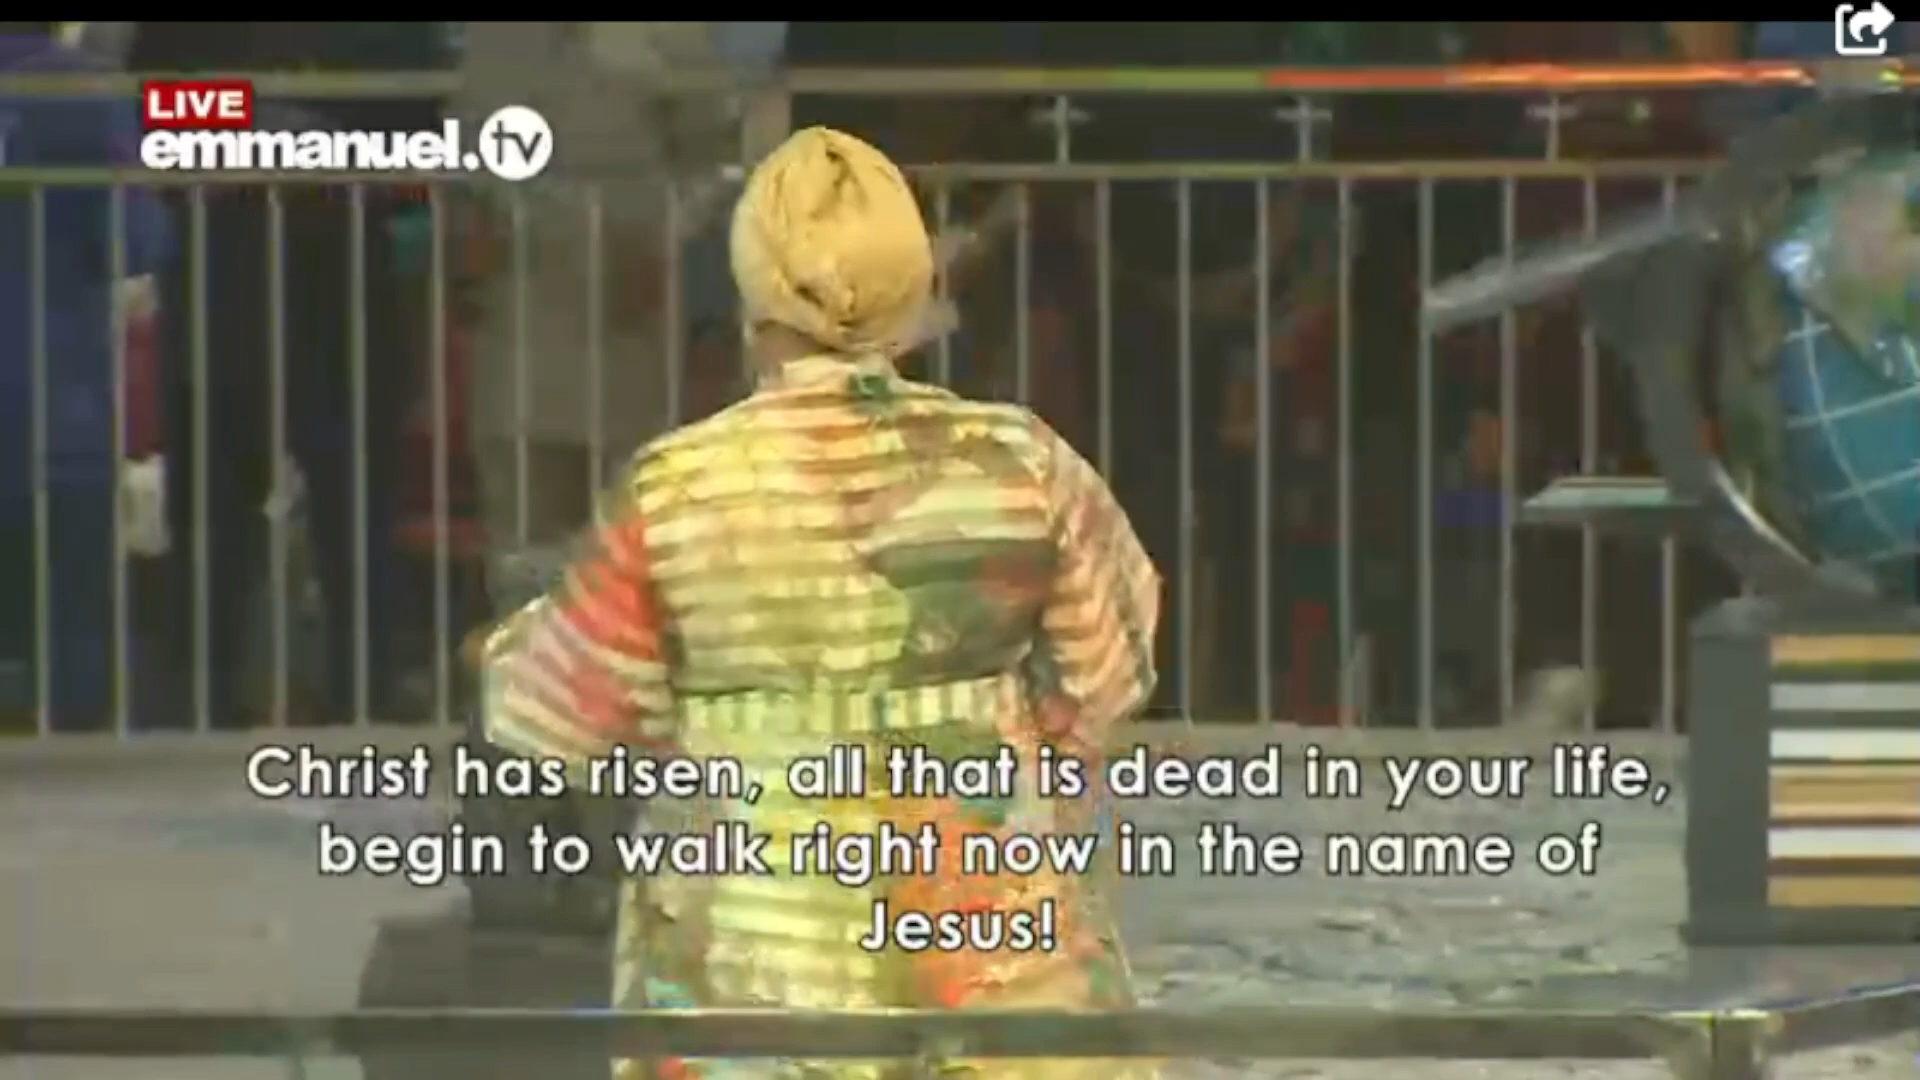 LIVE
emmanuel.tv
Christ has risen, all that is dead in your life,
begin to walk right now in the name of
Jesus!